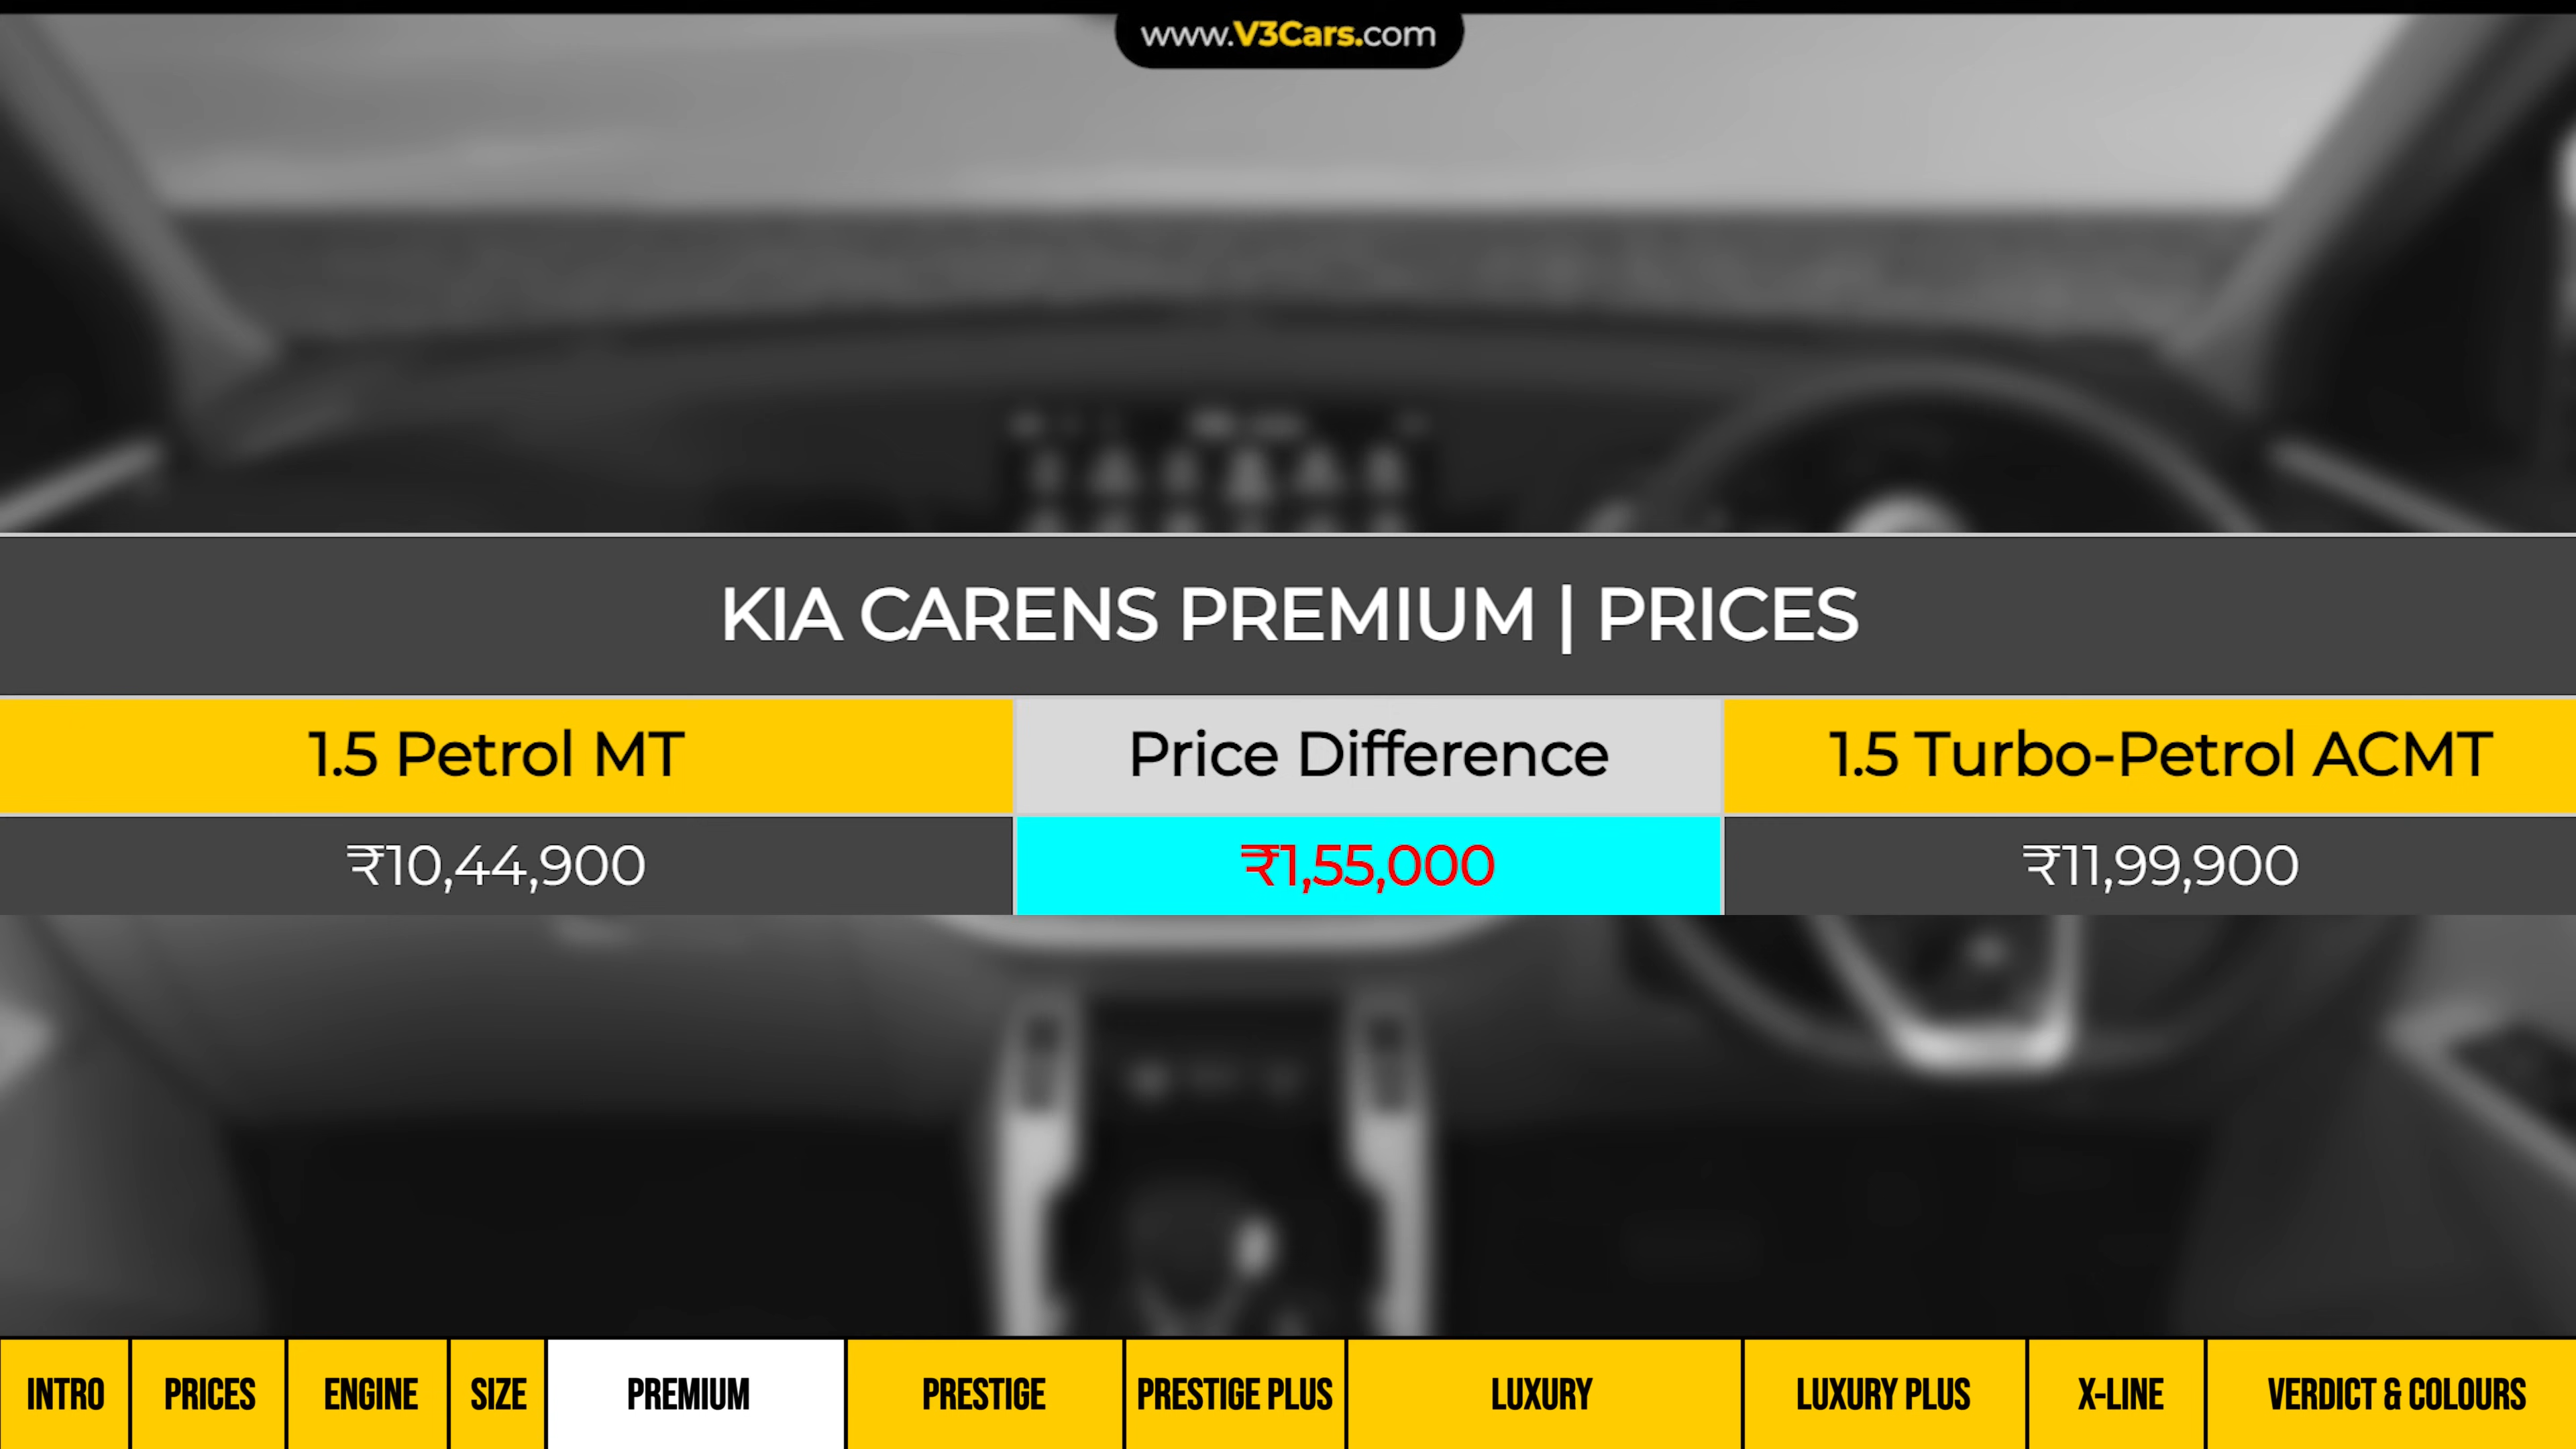 www.V3Cars.com
KIA CARENS PREMIUM | PRICES
1.5 Petrol MT
Price Difference
1.5 Turbo-Petrol ACMT
₹10,44,900
₹1,55,000
₹11,99,900
INTRO
PRICES
ENGINE
SIZE
PREMIUM
PRESTIGE
PRESTIGE PLUS
LUXURY
LUXURY PLUS
X-LINE
VERDICT & COLOURS